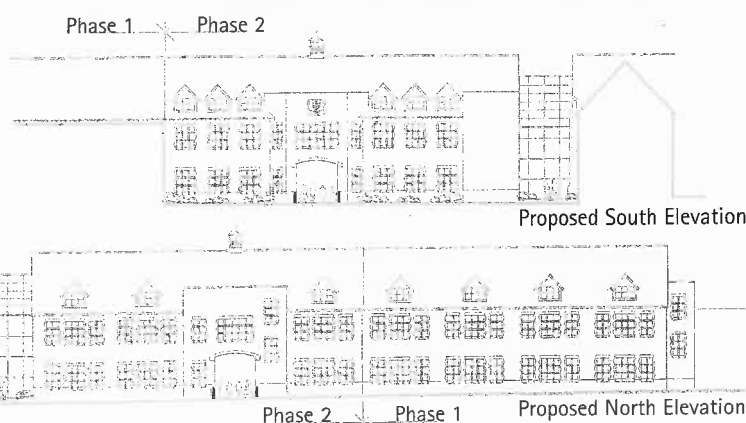 Phase 1 Phase 2
Proposed South Elevation
Phase 2 Phase 1 Proposed North Elevation